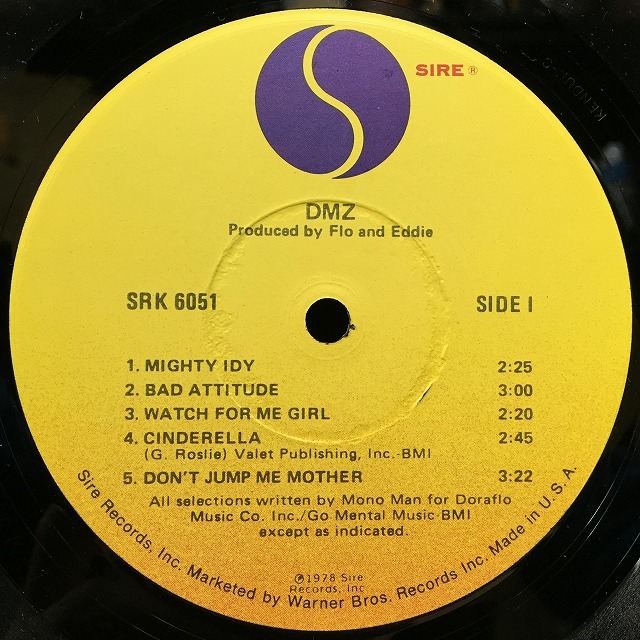 SIRE ®
DMZ
Produced by Flo and Eddie
SRK 6051
SIDE I
1. MIGHTY IDY 2:25
2. BAD ATTITUDE 3:00
3. WATCH FOR ME GIRL 2:20
4. CINDERELLA 2:45
(G. Roslie) Valet Publishing, Inc.-BMI
5. DON'T JUMP ME MOTHER 3:22
All selections written by Mono Man for Doraflo
Music Co. Inc./Go Mental Music-BMI
except as indicated.
℗1978 Sire
Records, Inc
Sire Records, Inc. Marketed by Warner Bros. Records Inc. Made in U.S.A.